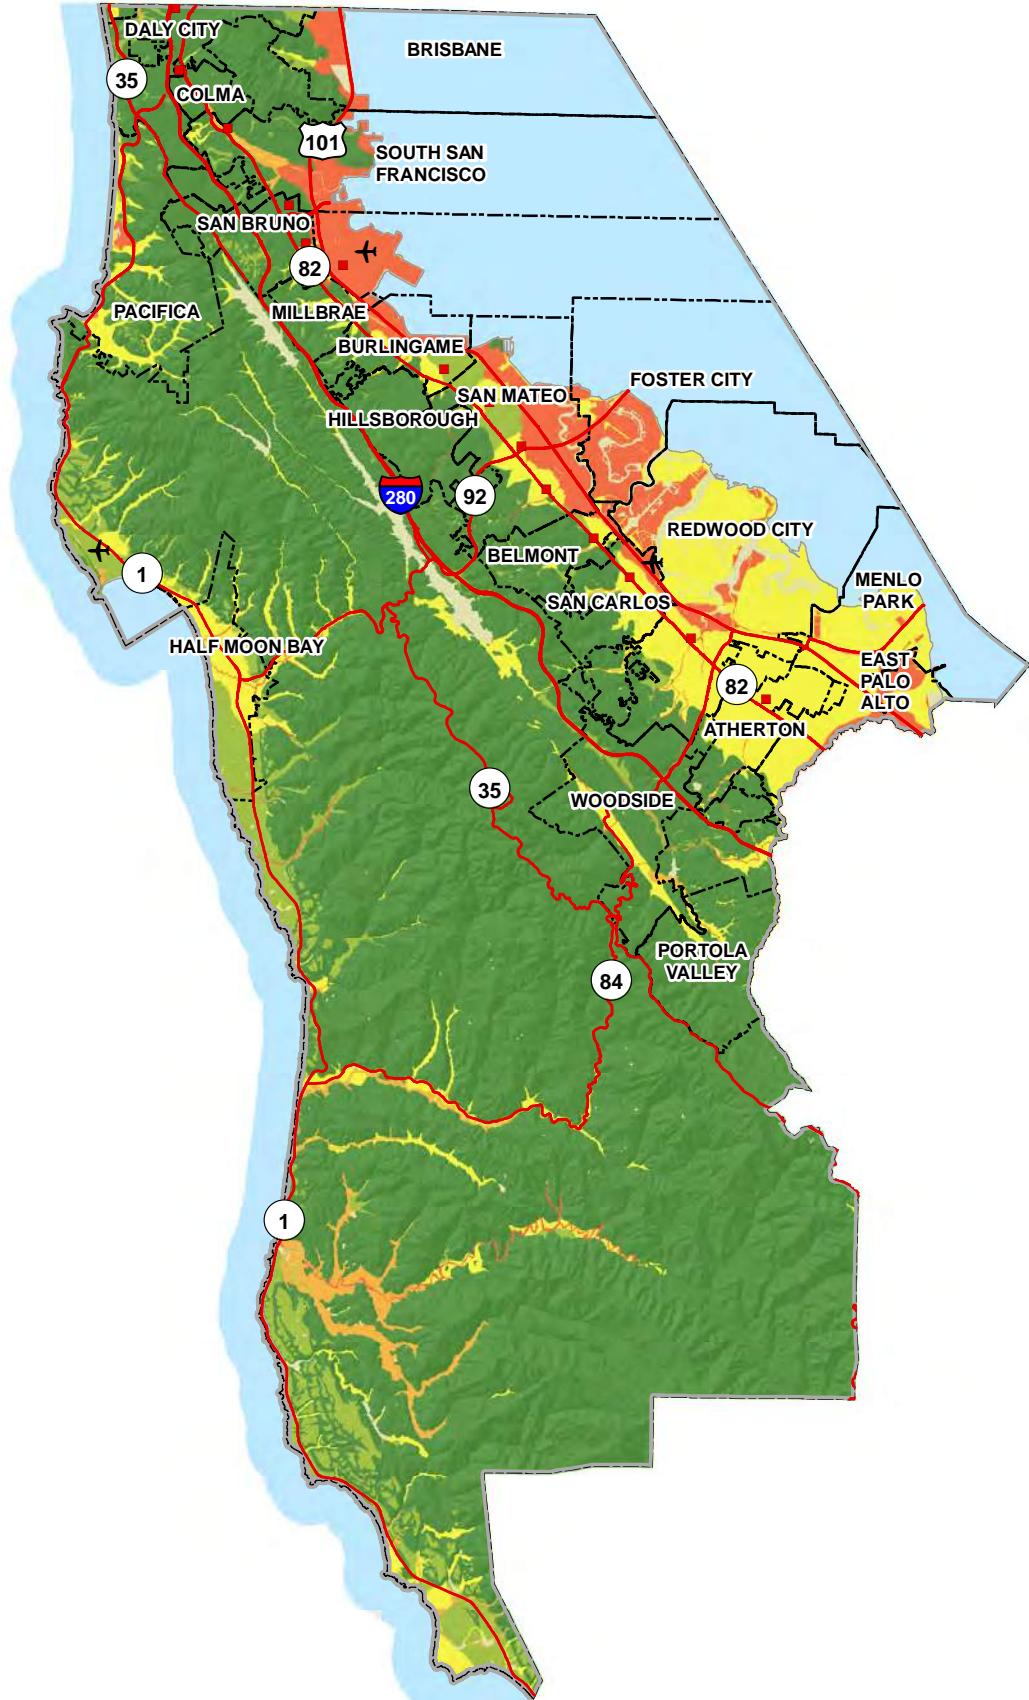 DALY CITY
BRISBANE
35
COLMA
101
SOUTH SAN
FRANCISCO
SAN BRUNO
82
PACIFICA
MILLBRAE
BURLINGAME
FOSTER CITY
SAN MATEO
HILLSBOROUGH
280
92
REDWOOD CITY
BELMONT
1
MENLO
PARK
SAN CARLOS
HALF MOON BAY
EAST
PALO
ALTO
82
ATHERTON
35
WOODSIDE
PORTOLA
VALLEY
84
1